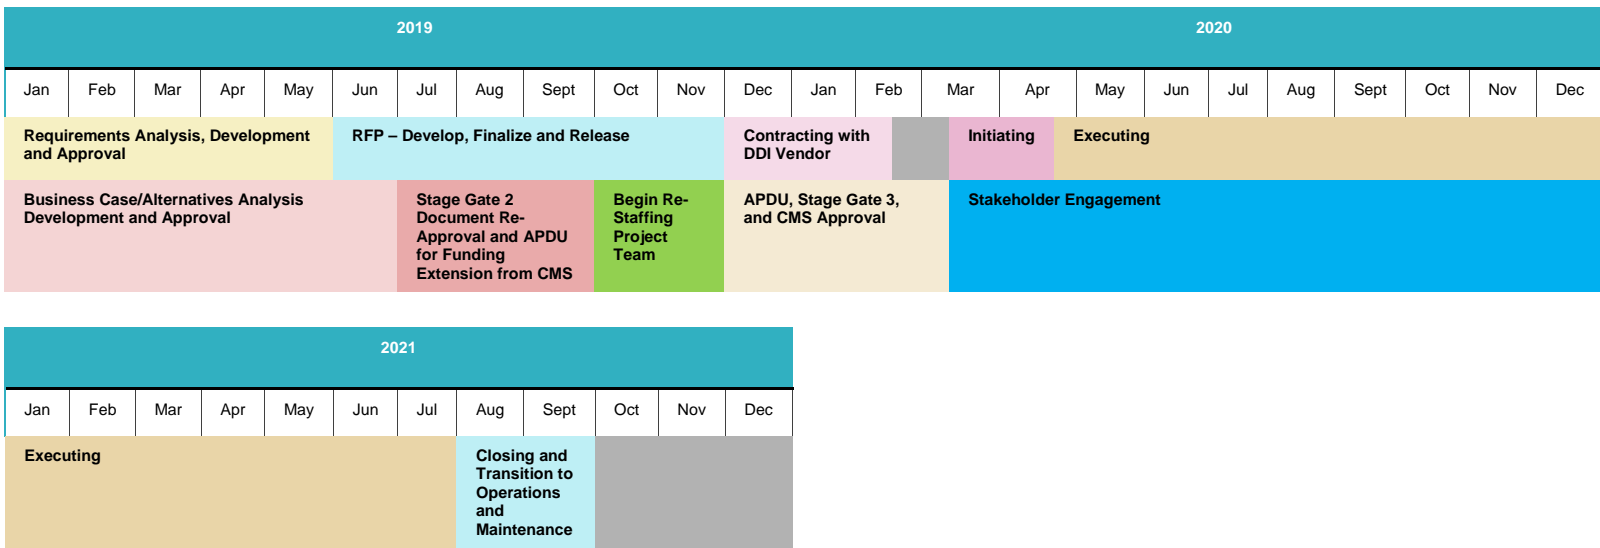 2019 2020
Jan Feb Mar Apr May Jun Jul Aug Sept Oct Nov Dec Jan Feb Mar Apr May Jun Jul Aug Sept Oct Nov Dec
Requirements Analysis, Development
and Approval
RFP – Develop, Finalize and Release
Contracting with
DDI Vendor
Initiating
Executing
Business Case/Alternatives Analysis
Development and Approval
Stage Gate 2
Document Re-
Approval and APDU
for Funding
Extension from CMS
Begin Re-
Staffing
Project
Team
APDU, Stage Gate 3,
and CMS Approval
Stakeholder Engagement
2021
Jan Feb Mar Apr May Jun Jul Aug Sept Oct Nov Dec
Executing
Closing and
Transition to
Operations
and
Maintenance